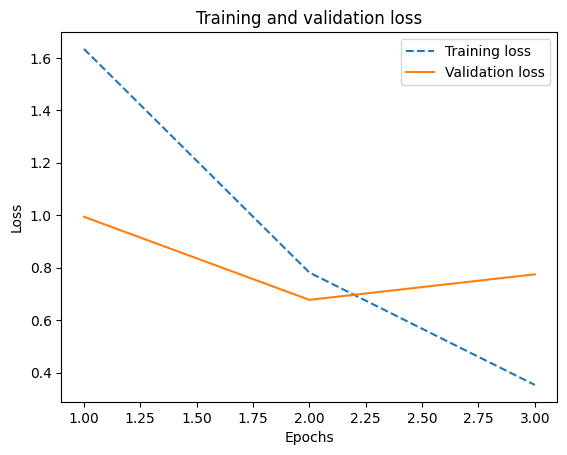 Training and validation loss
Training loss
Validation loss
1.6
1.4
1.2
1.0
0.8
0.6
0.4
Loss
1.00 1.25 1.50 1.75 2.00 2.25 2.50 2.75 3.00
Epochs